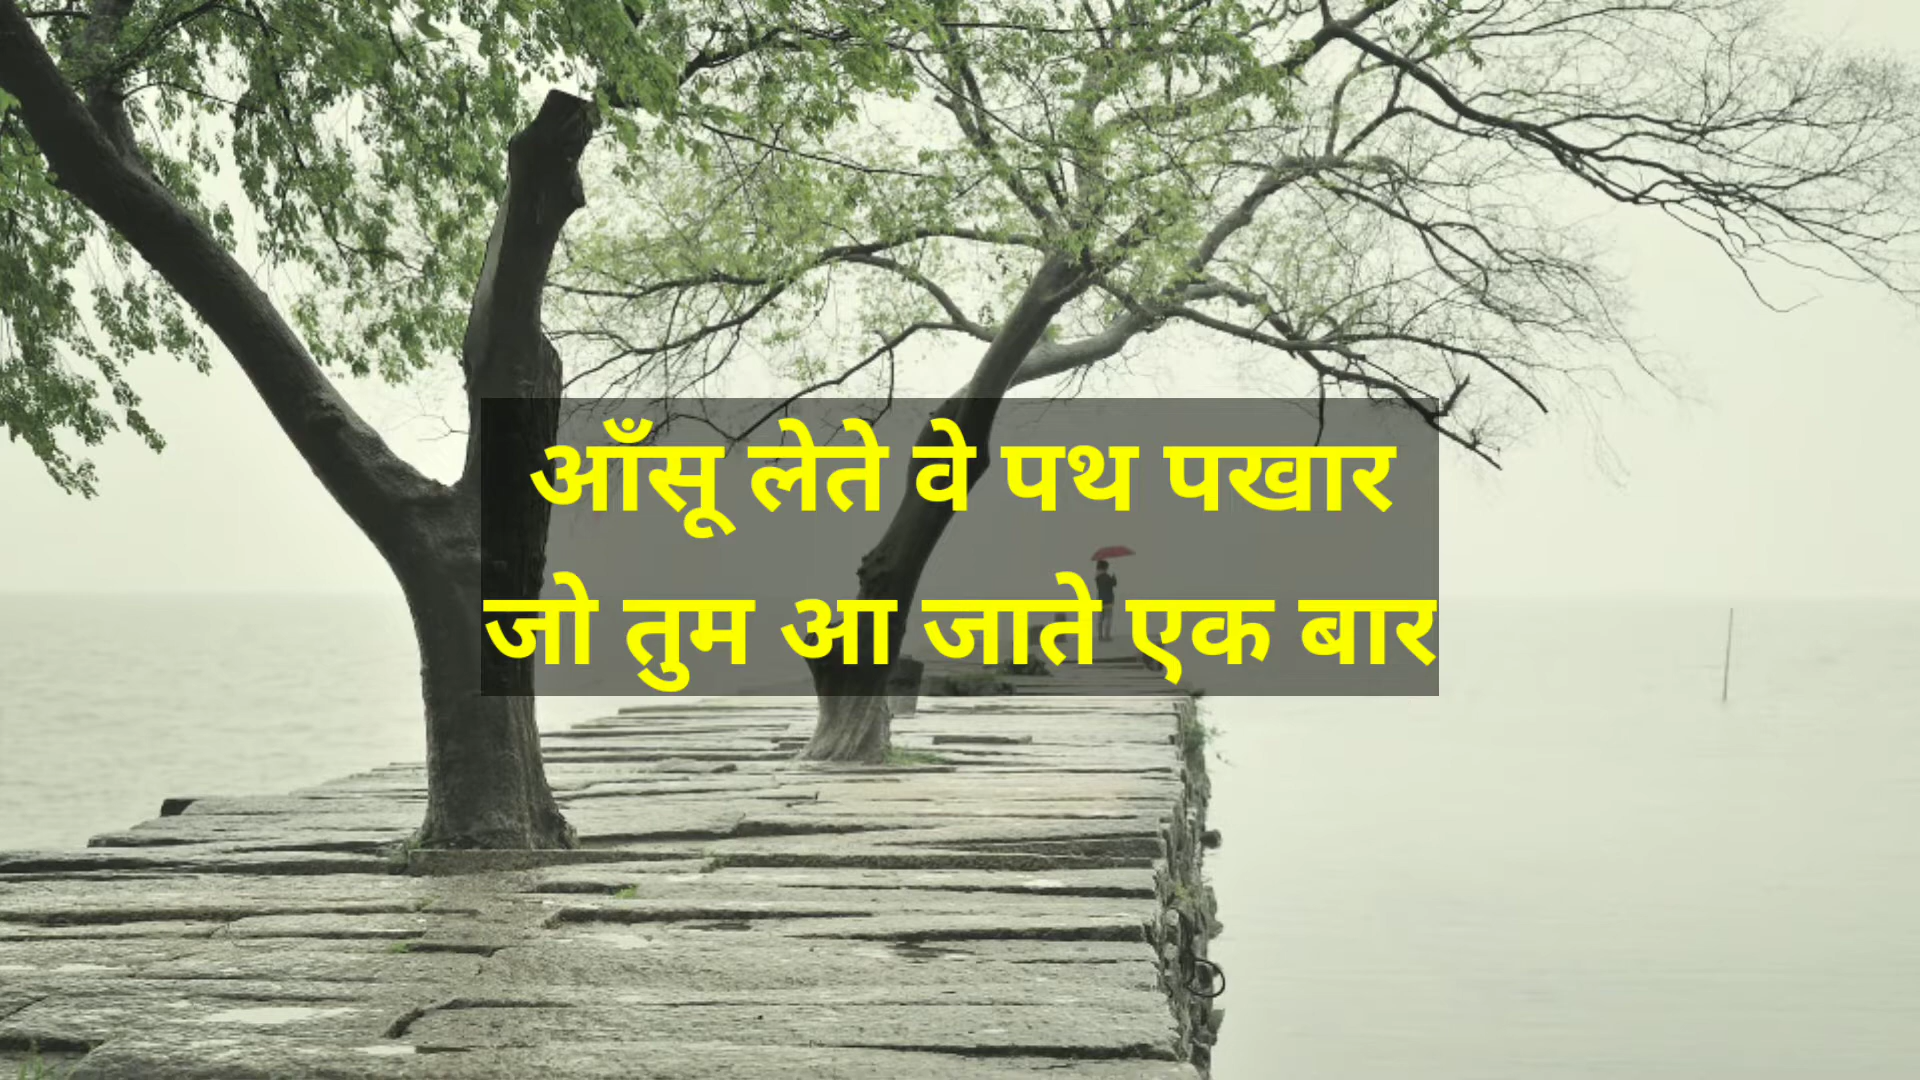 आँसू लेते वे पथ पखार
जो तुम आ जाते एक बार